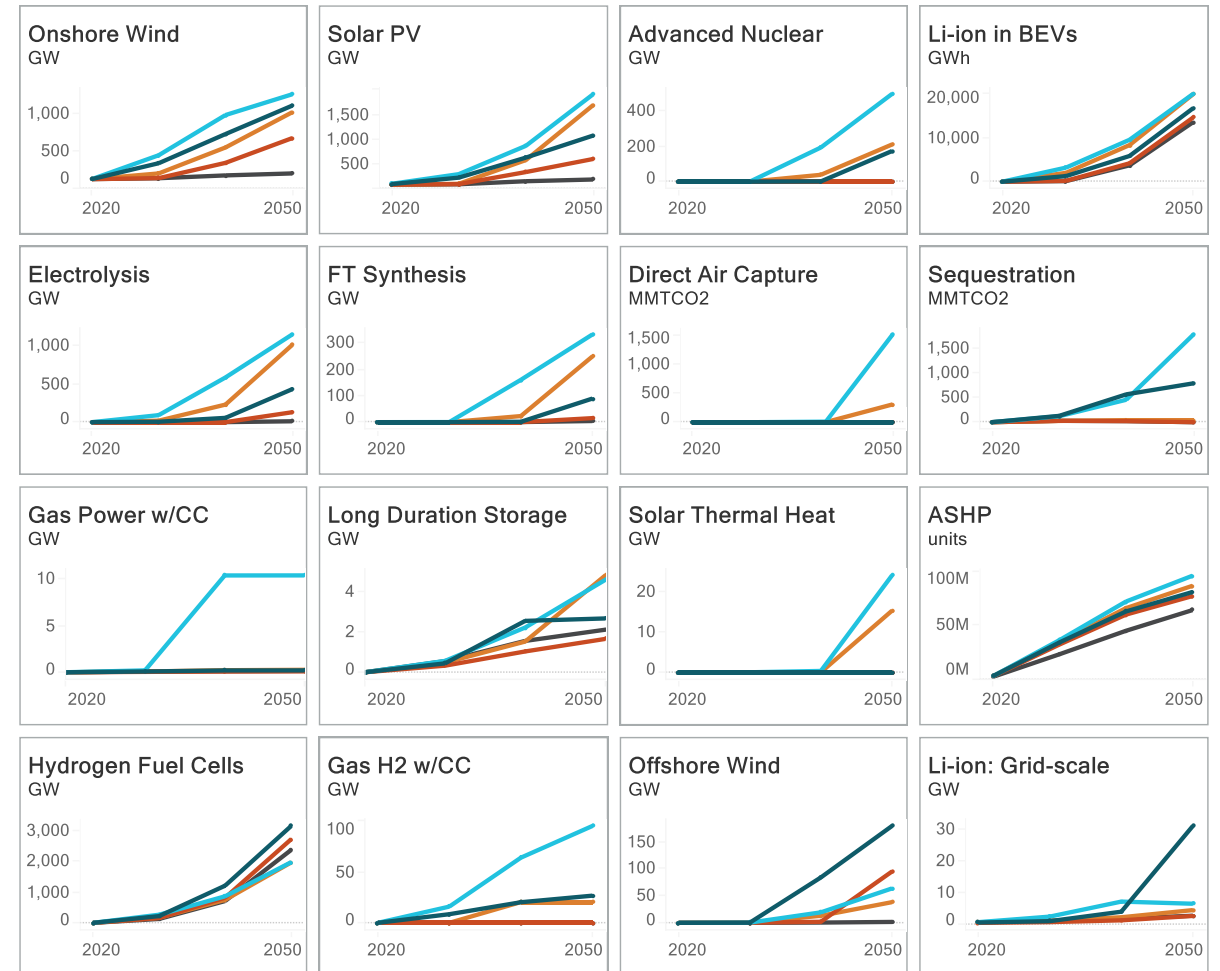 Onshore Wind
GW
1,000
500
0
2020 2050
Solar PV
GW
1,500
1,000
500
0
2020 2050
Advanced Nuclear
GW
400
200
0
2020 2050
Li-ion in BEVs
GWh
20,000
10,000
0
2020 2050
Electrolysis
GW
1,000
500
0
2020 2050
FT Synthesis
GW
300
200
100
0
2020 2050
Direct Air Capture
MMTCO2
1,500
1,000
500
0
2020 2050
Sequestration
MMTCO2
1,500
1,000
500
0
2020 2050
Gas Power w/CC
GW
10
5
0
2020 2050
Long Duration Storage
GW
4
2
0
2020 2050
Solar Thermal Heat
GW
20
10
0
2020 2050
ASHP
units
100M
50M
0M
2020 2050
Hydrogen Fuel Cells
GW
3,000
2,000
1,000
0
2020 2050
Gas H2 w/CC
GW
100
50
0
2020 2050
Offshore Wind
GW
150
100
50
0
2020 2050
Li-ion: Grid-scale
GW
30
20
10
0
2020 2050